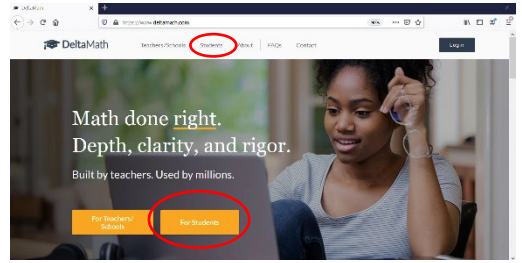 DeltaMath
https://www.deltamath.com
90%
DeltaMath
Teachers/Schools Students About FAQs Contact
Log In
Math done right.
Depth, clarity, and rigor.
Built by teachers. Used by millions.
For Teachers/
Schools
For Students